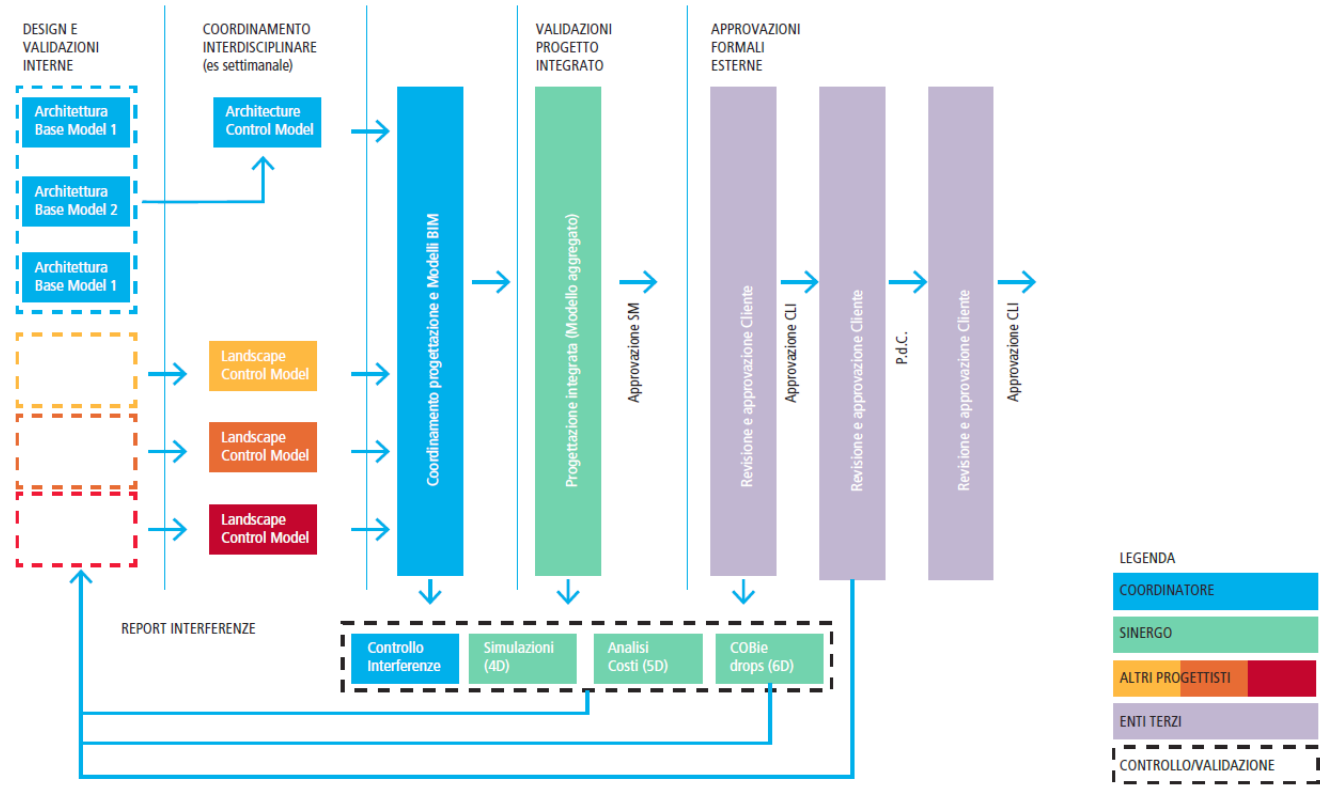 DESIGN E
VALIDAZIONI
INTERNE
COORDINAMENTO
INTERDISCIPLINARE
(es settimanale)
VALIDAZIONI
PROGETTO
INTEGRATO
APPROVAZIONI
FORMALI
ESTERNE
Architettura
Base Model 1
Architettura
Base Model 2
Architettura
Base Model 1
Architecture
Control Model
Landscape
Control Model
Landscape
Control Model
Landscape
Control Model
Coordinamento progettazione e Modelli BIM
Progettazione integrata (Modello aggregato)
Approvazione SM
Revisione e approvazione Cliente
Approvazione CLI
Revisione e approvazione Cliente
P.d.C.
Revisione e approvazione Cliente
Approvazione CLI
REPORT INTERFERENZE
Controllo
Interferenze
Simulazioni
(4D)
Analisi
Costi (5D)
COBie
drops (6D)
LEGENDA
COORDINATORE
SINERGO
ALTRI PROGETTISTI
ENTI TERZI
CONTROLLO/VALIDAZIONE